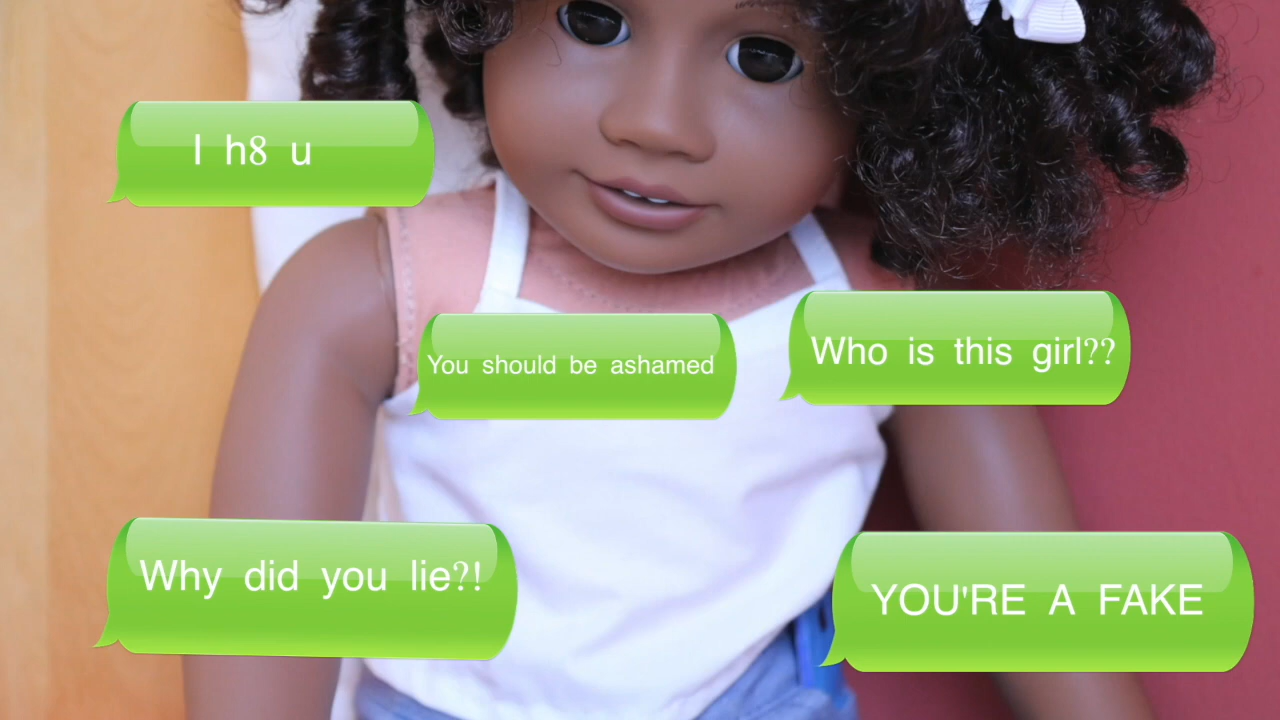 I h8 u
Who is this girl??
You should be ashamed
Why did you lie?!
YOU'RE A FAKE